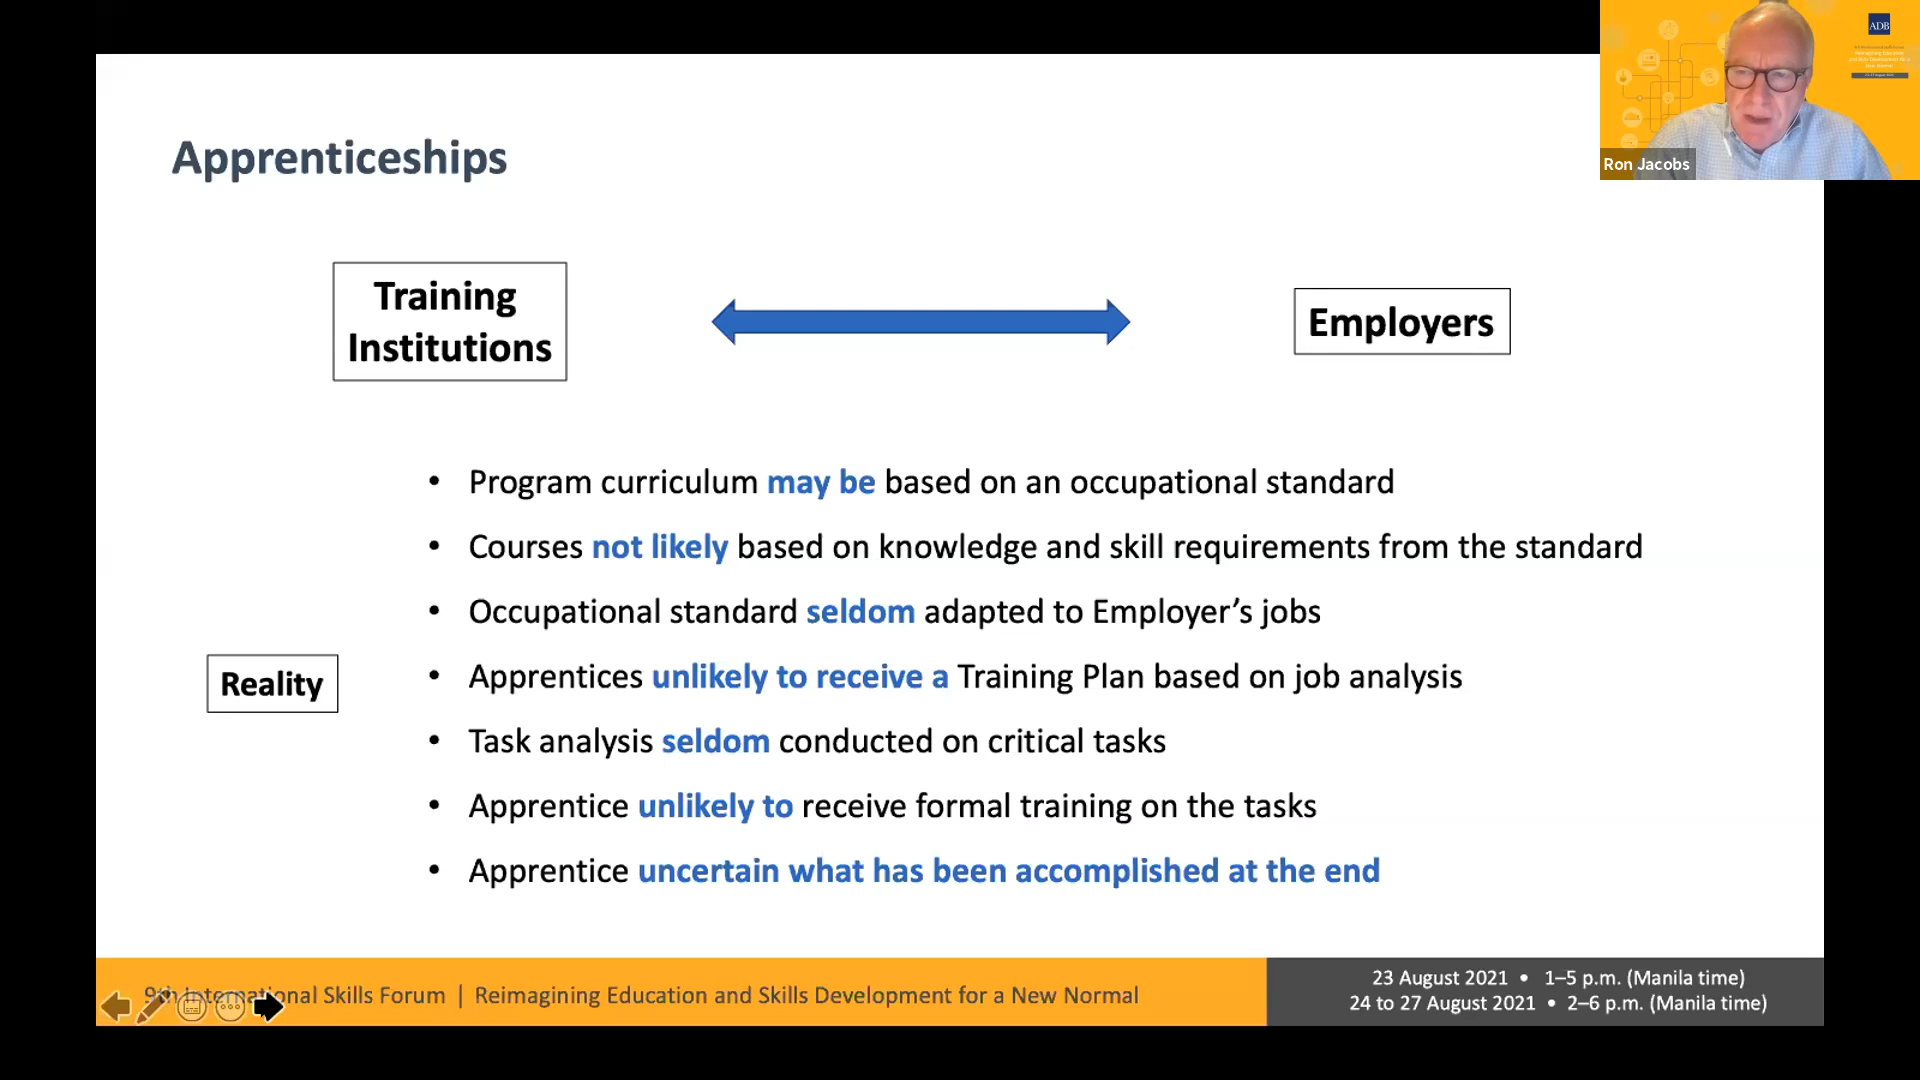 ADB
Ron Jacobs
Apprenticeships
Training
Institutions
Employers
Reality
• Program curriculum may be based on an occupational standard
• Courses not likely based on knowledge and skill requirements from the standard
• Occupational standard seldom adapted to Employer’s jobs
• Apprentices unlikely to receive a Training Plan based on job analysis
• Task analysis seldom conducted on critical tasks
• Apprentice unlikely to receive formal training on the tasks
• Apprentice uncertain what has been accomplished at the end
9th International Skills Forum | Reimagining Education and Skills Development for a New Normal
23 August 2021 • 1–5 p.m. (Manila time)
24 to 27 August 2021 • 2–6 p.m. (Manila time)